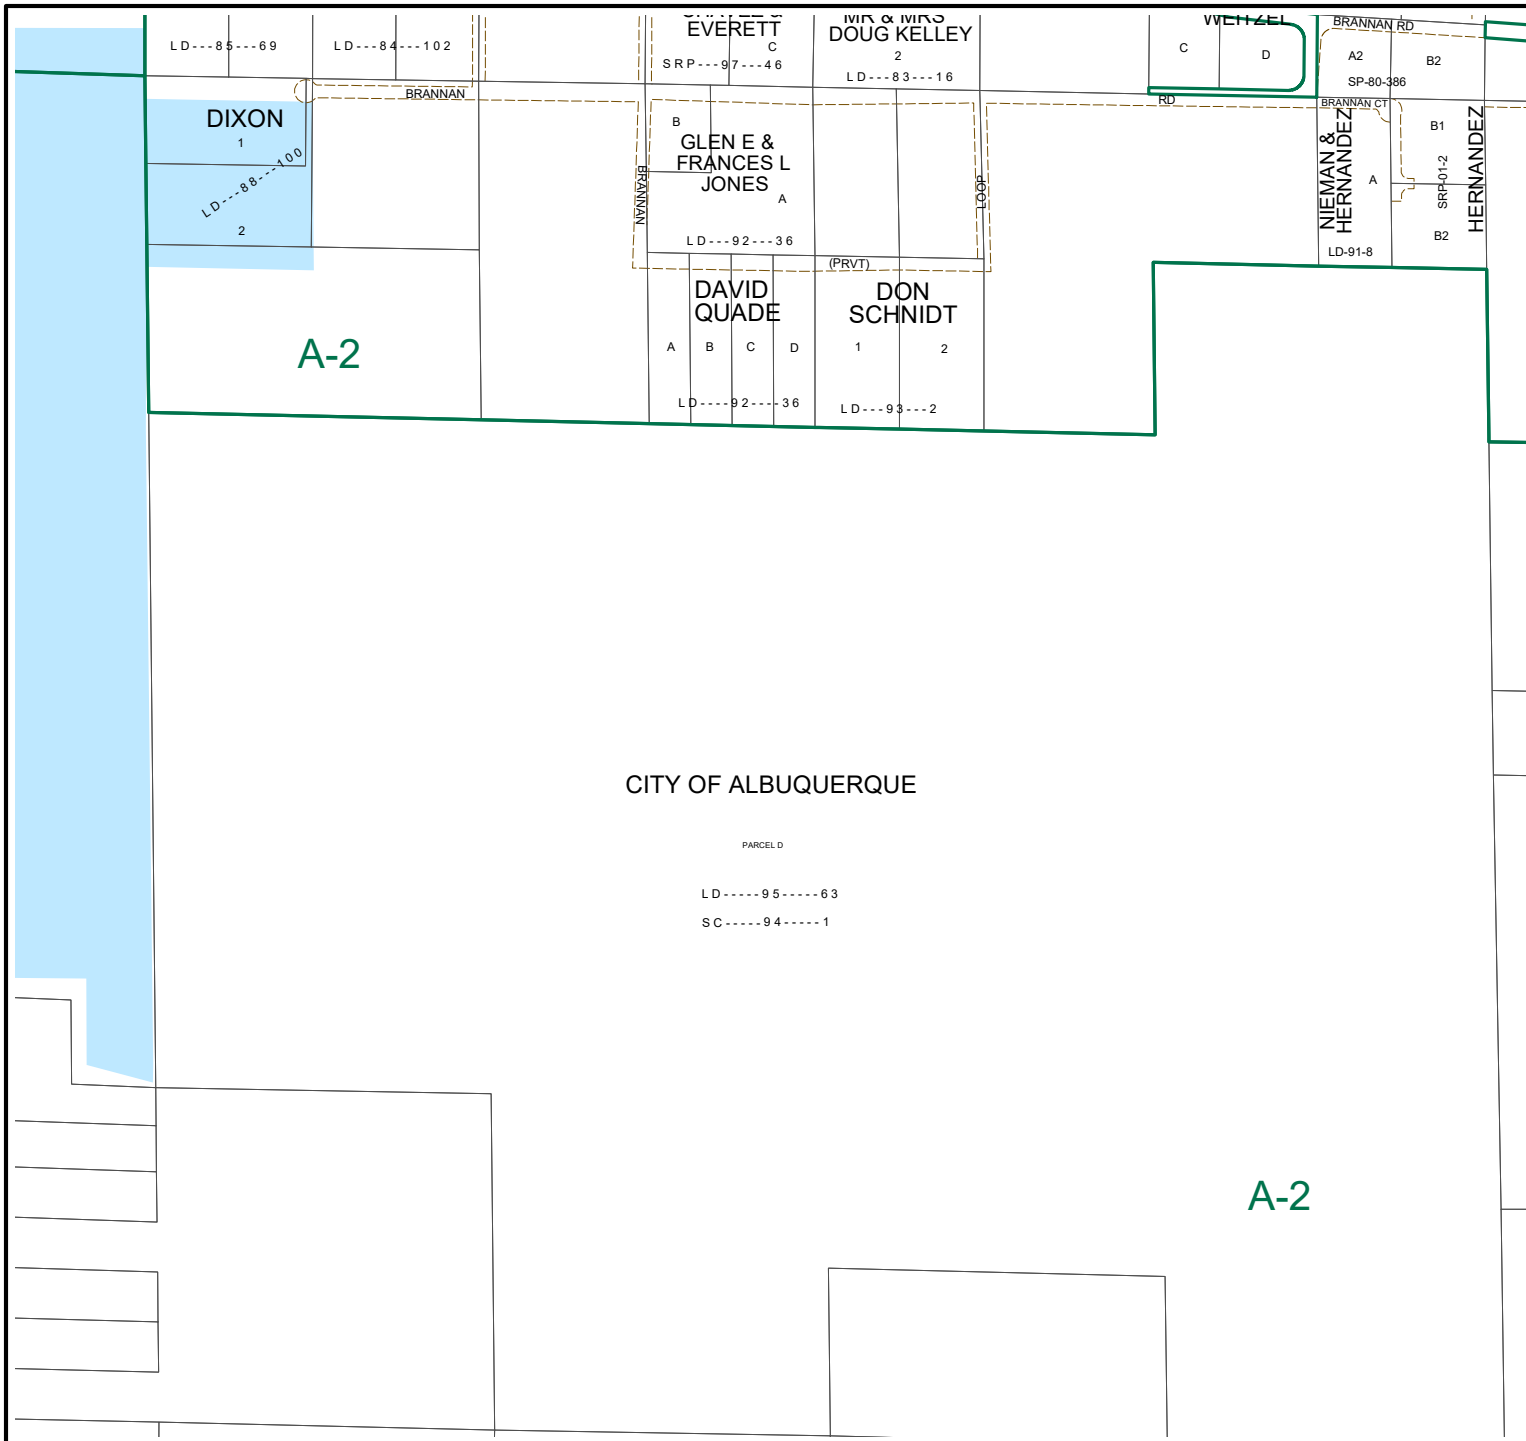 EVERETT
MR & MRS
DOUG KELLEY
WEITZEL
BRANNAN RD
LD---85---69
LD---84---102
C
SRP---97---46
2
LD---83---16
C
D
A2
B2
SP-80-386
BRANNAN
RD
BRANNAN CT
DIXON
1
LD---88---100
2
B
GLEN E &
FRANCES L
JONES
A
LD---92---36
BRANNAN
LOOP
(PRVT)
NIEMAN &
HERNANDEZ
A
LD-91-8
B1
SRP-01-2
B2
HERNANDEZ
DAVID
QUADE
A
B
C
D
LD----92----36
DON
SCHNIDT
1
2
LD---93---2
A-2
CITY OF ALBUQUERQUE
PARCEL D
LD-----95-----63
SC-----94-----1
A-2